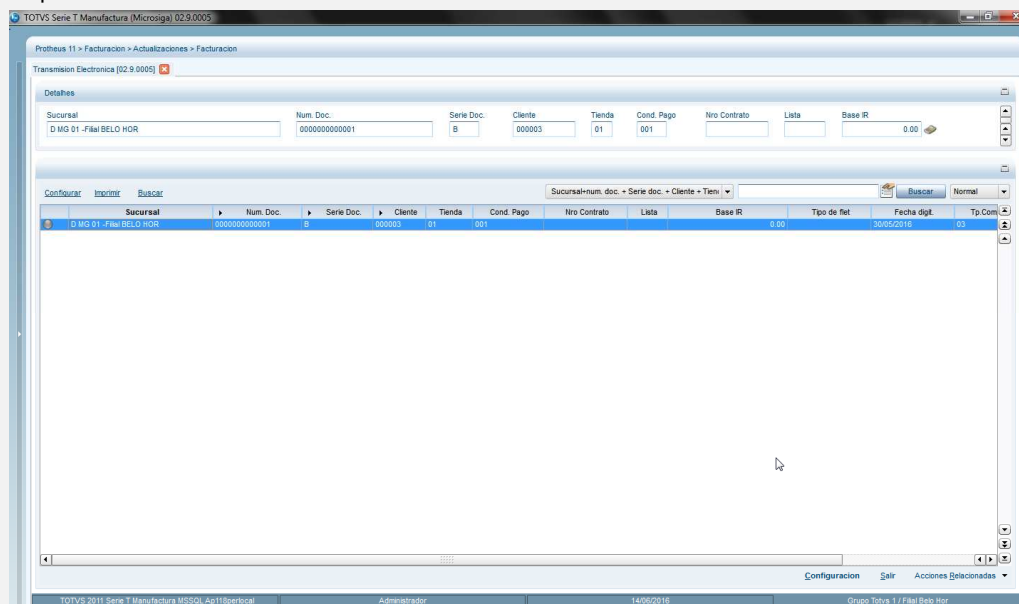 TOTVS Serie T Manufactura (Microsiga) 02.9.0005
Protheus 11 > Facturacion > Actualizaciones > Facturacion
Transmision Electronica [02.9.0005]
Detalhes
Sucursal Num. Doc. Serie Doc. Cliente Tienda Cond. Pago Nro Contrato Lista Base IR
D MG 01 -Filial BELO HOR 0000000000001 B 000003 01 001 0.00
Configurar Imprimir Buscar Sucursal+num. doc. + Serie doc. + Cliente + Tien Buscar Normal
Sucursal Num. Doc. Serie Doc. Cliente Tienda Cond. Pago Nro Contrato Lista Base IR Tipo de flet Fecha digit. Tp.Com
D MG 01 -Filial BELO HOR 0000000000001 B 000003 01 001 0.00 30/05/2016 03
Configuracion Salir Acciones Relacionadas
TOTVS 2011 Serie T Manufactura MSSQL Ap118perlocal Administrador 14/06/2016 Grupo Totvs 1 / Filial Belo Hor